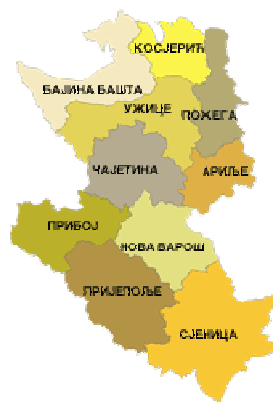 КОСЈЕРИЋ
БАЈИНА БАШТА
УЖИЦЕ
ПОЖЕГА
ЧАЈЕТИНА
АРИЉЕ
ПРИБОЈ
НОВА ВАРОШ
ПРИЈЕПОЉЕ
СЈЕНИЦА